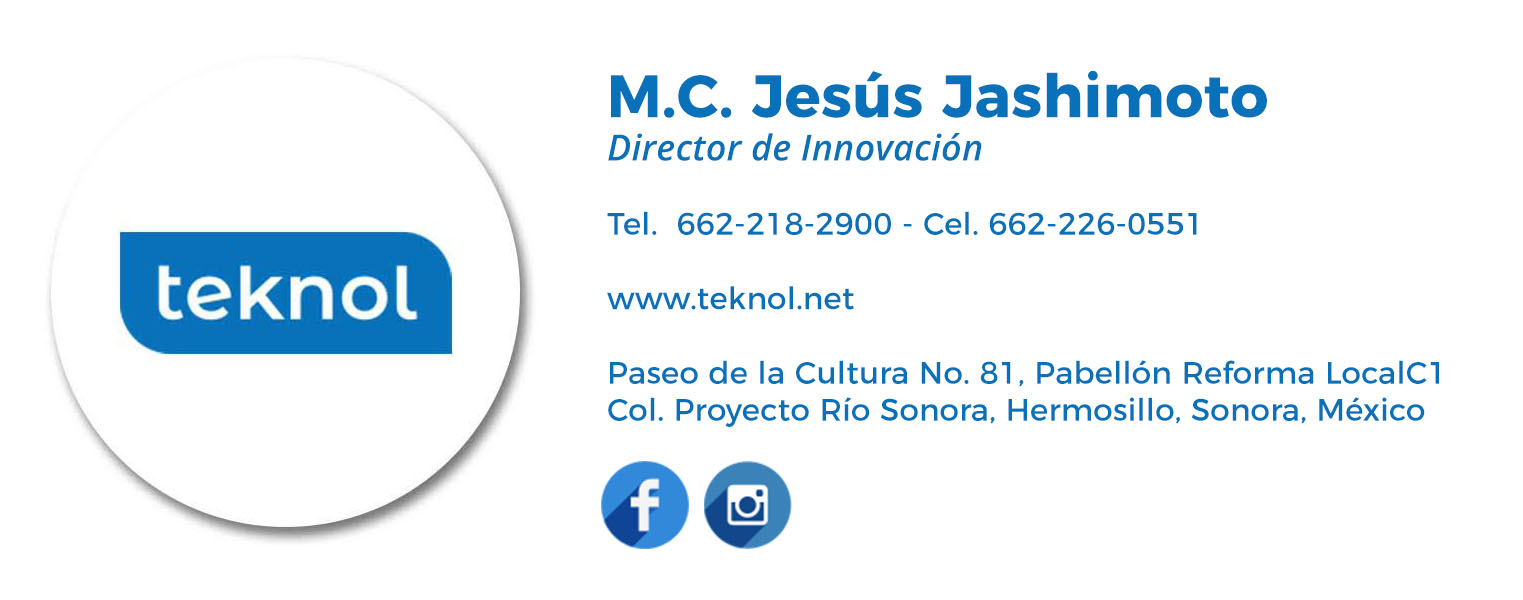 teknol
M.C. Jesús Jashimoto
Director de Innovación
Tel.  662-218-2900 - Cel. 662-226-0551
www.teknol.net
Paseo de la Cultura No. 81, Pabellón Reforma LocalC1
Col. Proyecto Río Sonora, Hermosillo, Sonora, México